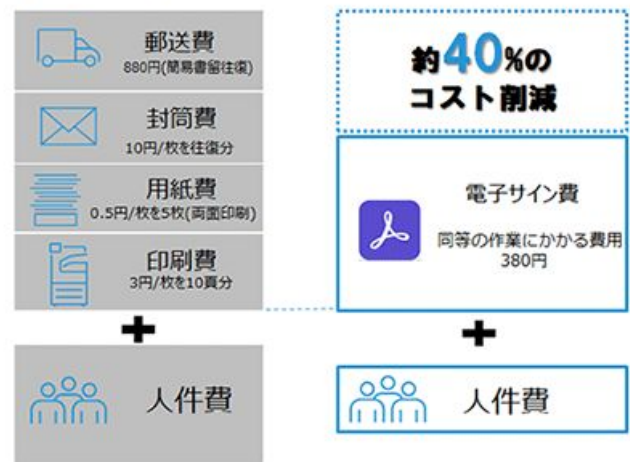 郵送費
880円(簡易書留往復)
封筒費
10円/枚を往復分
用紙費
0.5円/枚を5枚(両面印刷)
印刷費
3円/枚を10頁分
+
人件費
約40%の
コスト削減
電子サイン費
同等の作業にかかる費用
380円
+
人件費